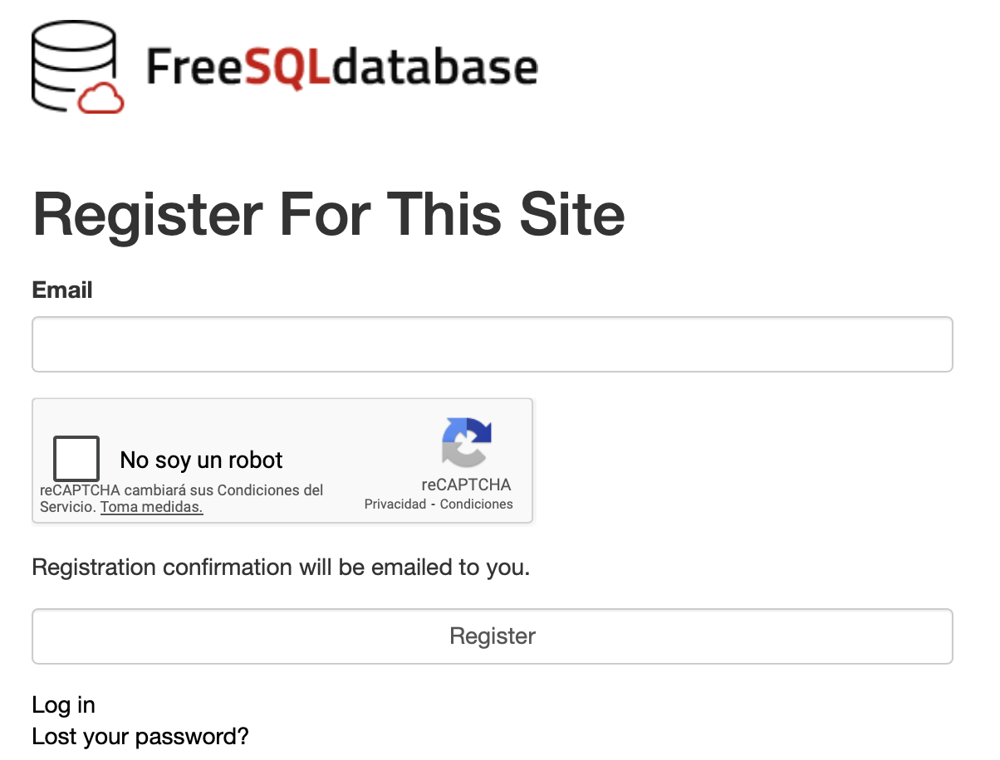 FreeSQLdatabase
Register For This Site
Email
No soy un robot
reCAPTCHA cambiará sus Condiciones del
Servicio. Toma medidas.
reCAPTCHA
Privacidad - Condiciones
Registration confirmation will be emailed to you.
Register
Log in
Lost your password?